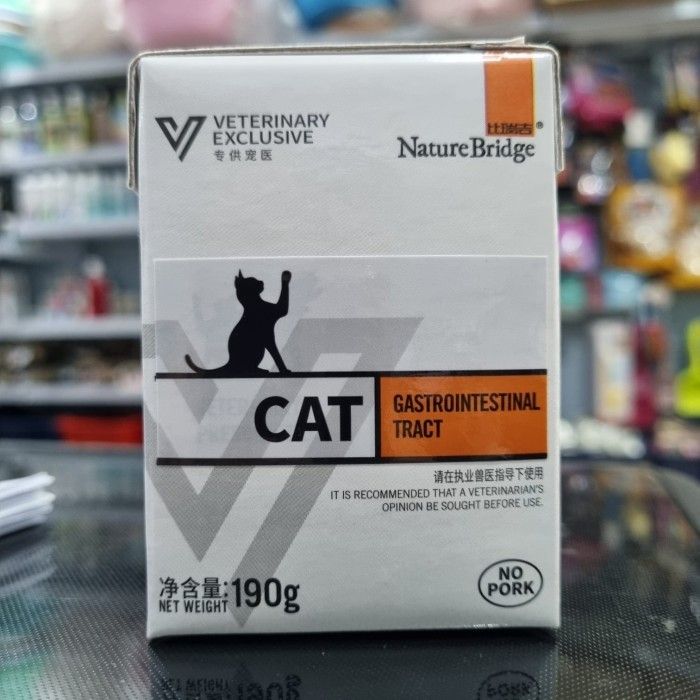 VETERINARY
EXCLUSIVE
专供宠医
比瑞吉®
NatureBridge
CAT
GASTROINTESTINAL
TRACT
请在执业兽医指导下使用
IT IS RECOMMENDED THAT A VETERINARIAN'S
OPINION BE SOUGHT BEFORE USE.
净含量:190g
NET WEIGHT
NO
PORK